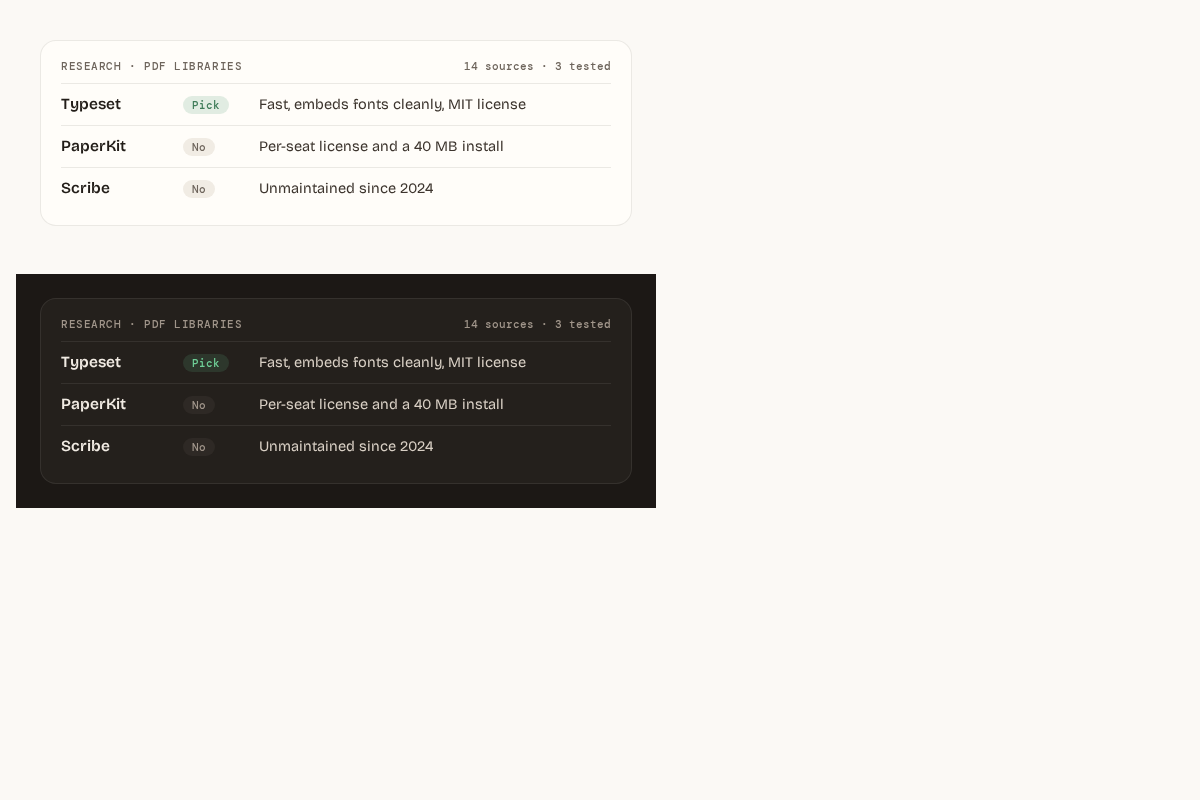 RESEARCH · PDF LIBRARIES 14 sources · 3 tested
Typeset Pick Fast, embeds fonts cleanly, MIT license
PaperKit No Per-seat license and a 40 MB install
Scribe No Unmaintained since 2024
RESEARCH · PDF LIBRARIES 14 sources · 3 tested
Typeset Pick Fast, embeds fonts cleanly, MIT license
PaperKit No Per-seat license and a 40 MB install
Scribe No Unmaintained since 2024